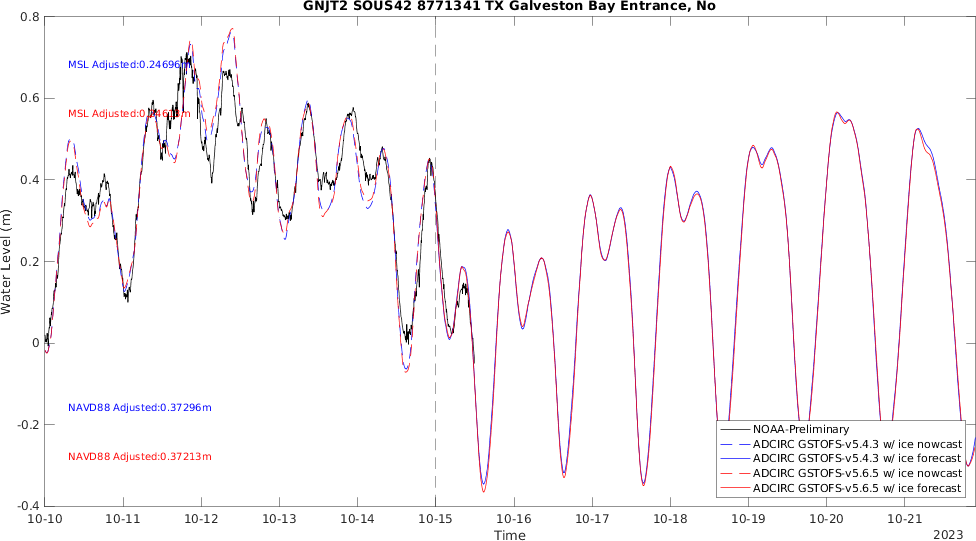 GNJT2 SOUS42 8771341 TX Galveston Bay Entrance, No
Water Level (m)
0.8
0.6
0.4
0.2
0
-0.2
-0.4
MSL Adjusted:0.24696
MSL Adjusted:
NAVD88 Adjusted:0.37296m
NAVD88 Adjusted:0.37213m
NOAA-Preliminary
ADCIRC GSTOFS-v5.4.3 w/ ice nowcast
ADCIRC GSTOFS-v5.4.3 w/ ice forecast
ADCIRC GSTOFS-v5.6.5 w/ ice nowcast
ADCIRC GSTOFS-v5.6.5 w/ ice forecast
10-10 10-11 10-12 10-13 10-14 10-15 10-16 10-17 10-18 10-19 10-20 10-21
Time
2023